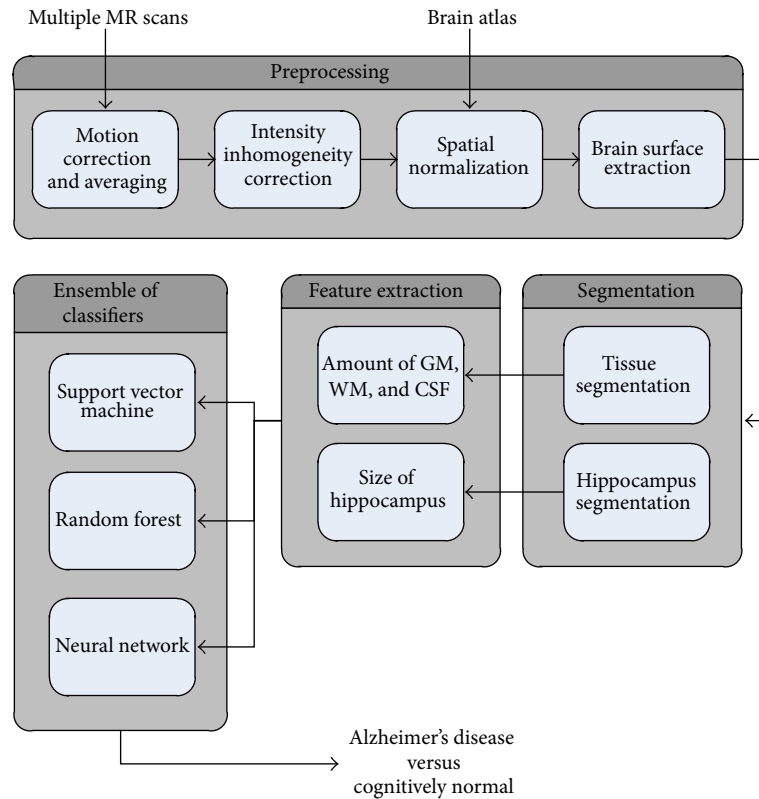 Multiple MR scans
Brain atlas
Preprocessing
Motion
correction
and averaging
Intensity
inhomogeneity
correction
Spatial
normalization
Brain surface
extraction
Ensemble of
classifiers
Support vector
machine
Random forest
Neural network
Feature extraction
Amount of GM,
WM, and CSF
Size of
hippocampus
Segmentation
Tissue
segmentation
Hippocampus
segmentation
Alzheimer's disease
versus
cognitively normal